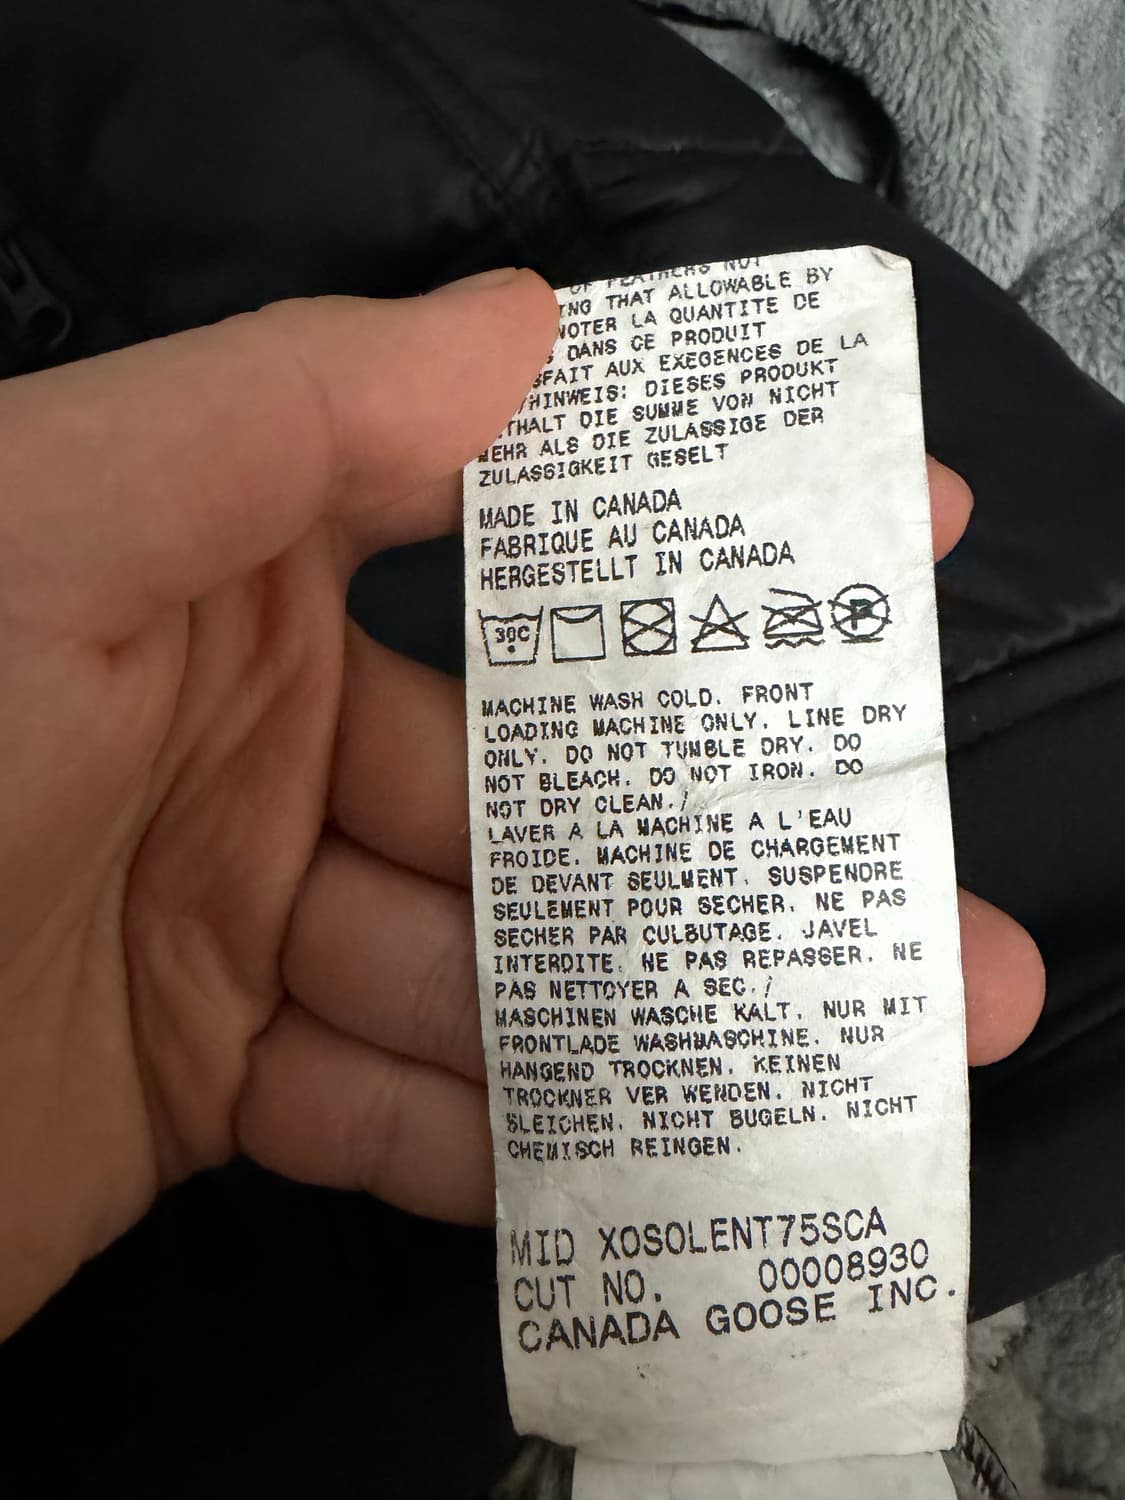 OF FEATHERS NOT
ING THAT ALLOWABLE BY
NOTER LA QUANTITE DE
S DANS CE PRODUIT
SFAIT AUX EXEGENCES DE LA
/HINWEIS: DIESES PRODUKT
THALT DIE SUMME VON NICHT
MEHR ALS DIE ZULASSIGE DER
ZULASSIGKEIT GESELT
MADE IN CANADA
FABRIQUE AU CANADA
HERGESTELLT IN CANADA
30C P
MACHINE WASH COLD. FRONT
LOADING MACHINE ONLY. LINE DRY
ONLY. DO NOT TUMBLE DRY. DO
NOT BLEACH. DO NOT IRON. DO
NOT DRY CLEAN./
LAVER A LA MACHINE A L'EAU
FROIDE. MACHINE DE CHARGEMENT
DE DEVANT SEULMENT. SUSPENDRE
SEULEMENT POUR SECHER. NE PAS
SECHER PAR CULBUTAGE. JAVEL
INTERDITE. NE PAS REPASSER. NE
PAS NETTOYER A SEC./
MASCHINEN WASCHE KALT. NUR MIT
FRONTLADE WASHMASCHINE. NUR
HANGEND TROCKNEN. KEINEN
TROCKNER VER WENDEN. NICHT
BLEICHEN. NICHT BUGELN. NICHT
CHEMISCH REINGEN.
MID XOSOLENT75SCA
CUT NO. 00008930
CANADA GOOSE INC.